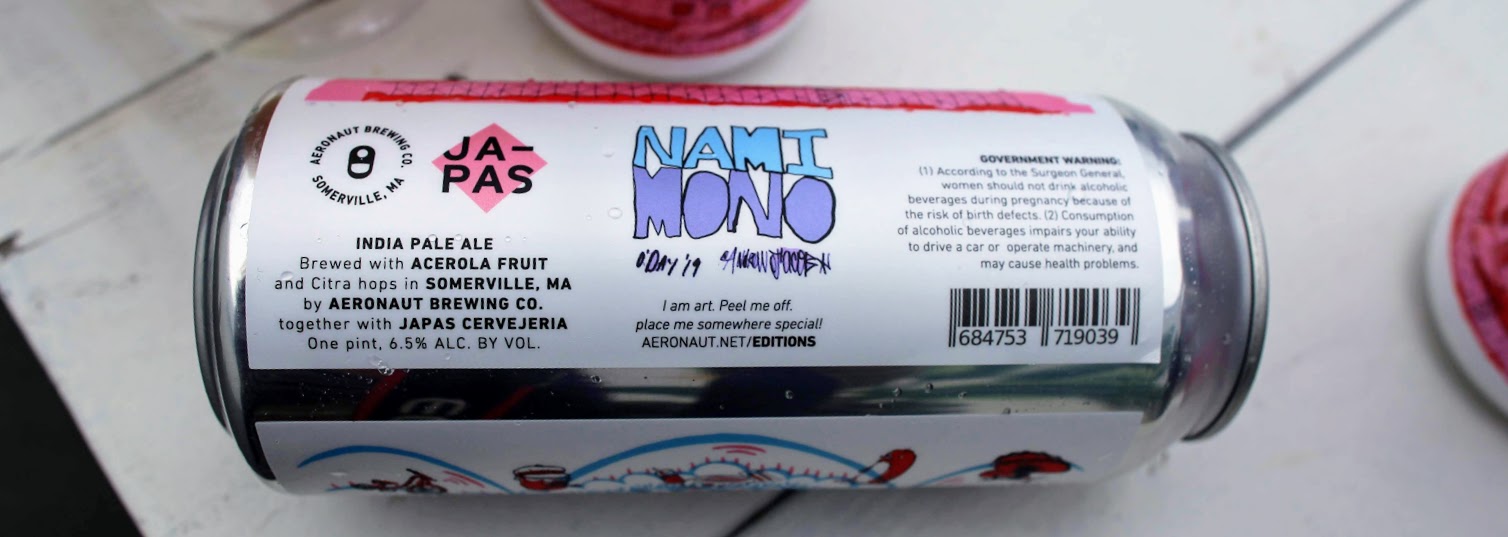 AERONAUT BREWING CO.
SOMERVILLE, MA
JA-
PAS
INDIA PALE ALE
Brewed with ACEROLA FRUIT
and Citra hops in SOMERVILLE, MA
by AERONAUT BREWING CO.
together with JAPAS CERVEJERIA
One pint, 6.5% ALC. BY VOL.
NAMI
MONO
O'DAY '19
I am art. Peel me off.
place me somewhere special!
AERONAUT.NET/EDITIONS
GOVERNMENT WARNING:
(1) According to the Surgeon General,
women should not drink alcoholic
beverages during pregnancy because of
the risk of birth defects. (2) Consumption
of alcoholic beverages impairs your ability
to drive a car or operate machinery, and
may cause health problems.
684753 719039